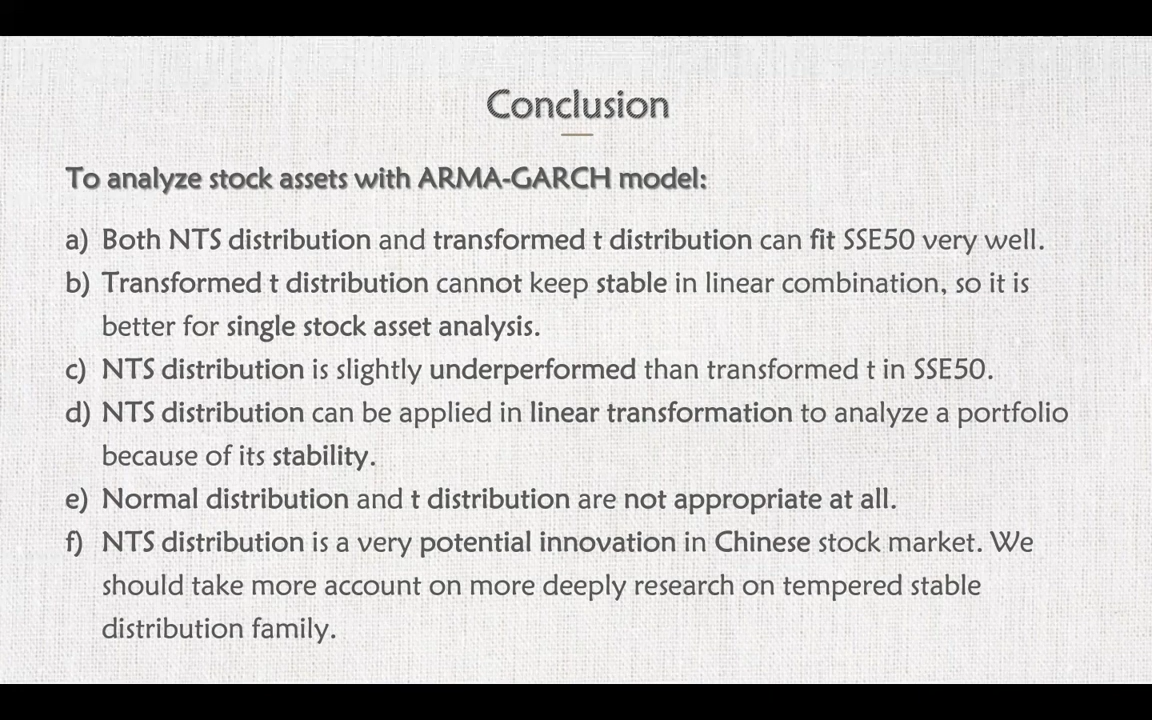 Conclusion
To analyze stock assets with ARMA-GARCH model:
a) Both NTS distribution and transformed t distribution can fit SSE50 very well.
b) Transformed t distribution cannot keep stable in linear combination, so it is
better for single stock asset analysis.
c) NTS distribution is slightly underperformed than transformed t in SSE50.
d) NTS distribution can be applied in linear transformation to analyze a portfolio
because of its stability.
e) Normal distribution and t distribution are not appropriate at all.
f) NTS distribution is a very potential innovation in Chinese stock market. We
should take more account on more deeply research on tempered stable
distribution family.